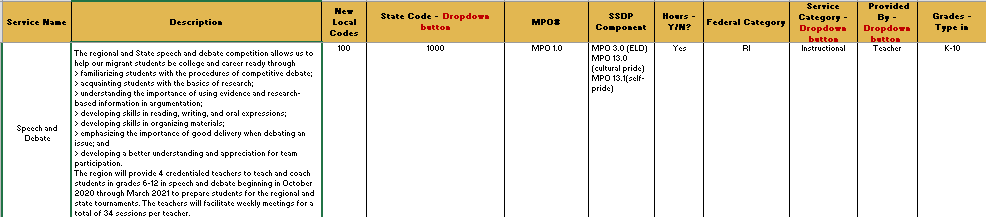 Service Name
Description
New
Local
Codes
State Code - Dropdown
button
MPO#
SSDP
Component
Hours -
Y/N?
Federal Category
Service
Category -
Dropdown
button
Provided
By -
Dropdown
button
Grades -
Type in
Speech and
Debate
The regional and State speech and debate competition allows us to
help our migrant students be college and career ready through
> familiarizing students with the procedures of competitive debate;
> acquainting students with the basics of research;
> understanding the importance of using evidence and research-
based information in argumentation;
> developing skills in reading, writing, and oral expressions;
> developing skills in organizing materials;
> emphasizing the importance of good delivery when debating an
issue; and
> developing a better understanding and appreciation for team
participation.
The region will provide 4 credentialed teachers to teach and coach
students in grades 6-12 in speech and debate beginning in October
2020 through March 2021 to prepare students for the regional and
state tournaments. The teachers will facilitate weekly meetings for a
total of 34 sessions per teacher.
100
1000
MPO 1.0
MPO 3.0 (ELD)
MPO 13.0
(cultural pride)
MPO 13.1(self-
pride)
Yes
RI
Instructional
Teacher
K-10